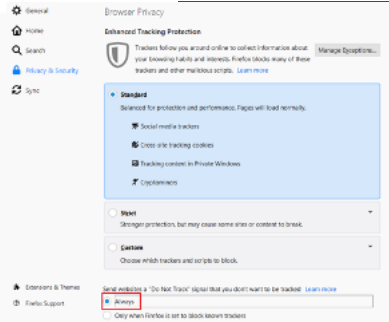 General
Home
Search
Privacy & Security
Sync
Extensions & Themes
Firefox Support
Browser Privacy
Enhanced Tracking Protection
Trackers follow you around online to collect information about
your browsing habits and interests. Firefox blocks many of these
trackers and other malicious scripts. Learn more
Manage Exceptions...
Standard
Balanced for protection and performance. Pages will load normally.
Social media trackers
Cross-site tracking cookies
Tracking content in Private Windows
Cryptominers
Strict
Stronger protection, but may cause some sites or content to break.
Custom
Choose which trackers and scripts to block.
Send websites a "Do Not Track" signal that you don't want to be tracked Learn more
Always
Only when Firefox is set to block known trackers